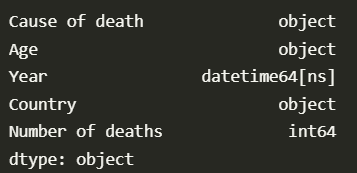 Cause of death object
Age object
Year datetime64[ns]
Country object
Number of deaths int64
dtype: object